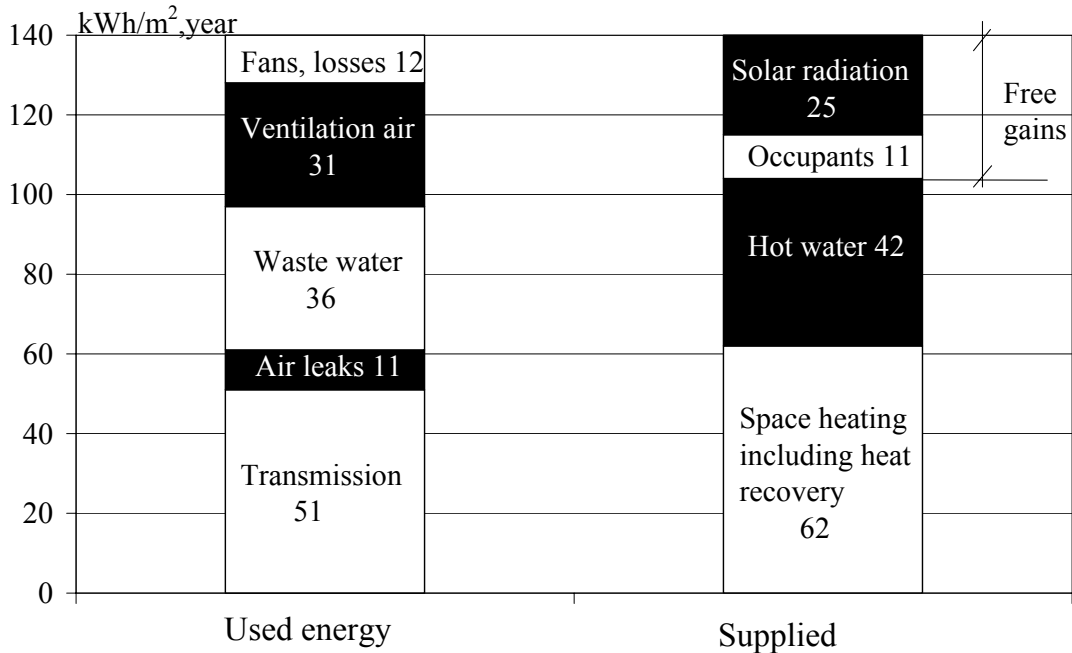 kWh/m²,year
140
120
100
80
60
40
20
0
Fans, losses 12
Ventilation air
31
Waste water
36
Air leaks 11
Transmission
51
Solar radiation
25
Occupants 11
Hot water 42
Space heating
including heat
recovery
62
Free
gains
Used energy
Supplied